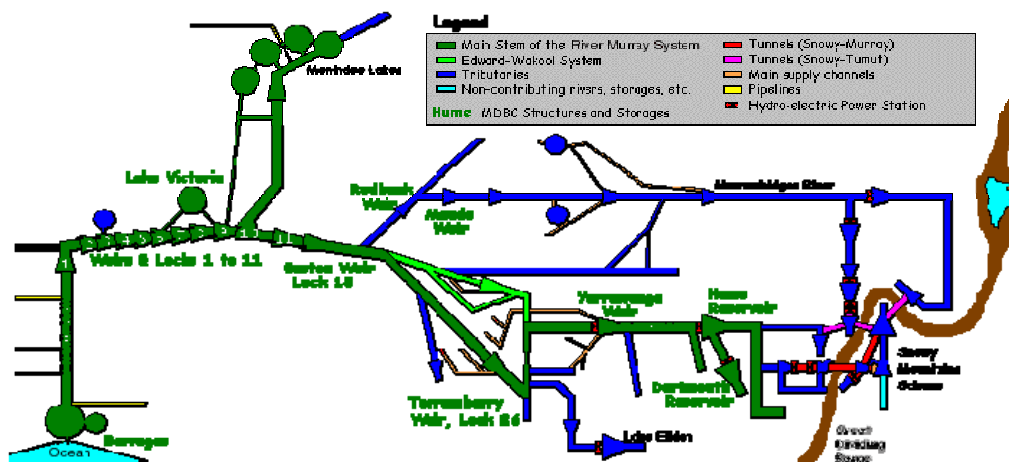 Legend
Main Stem of the River Murray System
Edward-Wakool System
Tributaries
Non-contributing rivers, storages, etc.
Hume MDBC Structures and Storages
Tunnels (Snowy-Murray)
Tunnels (Snowy-Tumut)
Main supply channels
Pipelines
Hydro-electric Power Station
Menindee Lakes
Lake Victoria
Redbank
Weir
Maude
Weir
Murrumbidgee River
Weirs & Locks 1 to 11
Euston Weir
Lock 15
Yarrawonga
Weir
Hume
Reservoir
Dartmouth
Reservoir
Torrumbarry
Weir, Lock 26
Lake Eildon
Snowy
Mountains
Scheme
Great
Dividing
Range
Barrages
Ocean